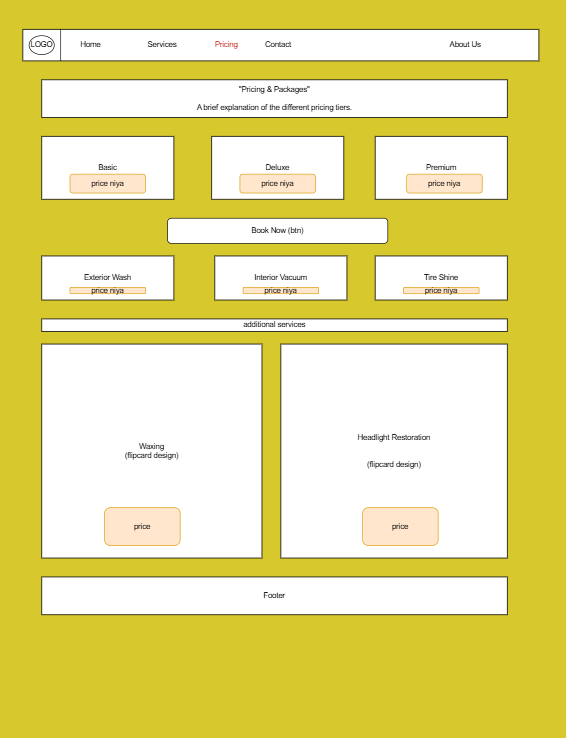 LOGO Home Services Pricing Contact About Us
"Pricing & Packages"
A brief explanation of the different pricing tiers.
Basic Deluxe Premium
price niya price niya price niya
Book Now (btn)
Exterior Wash Interior Vacuum Tire Shine
price niya price niya price niya
additional services
Waxing
(flipcard design)
price
Headlight Restoration
(flipcard design)
price
Footer